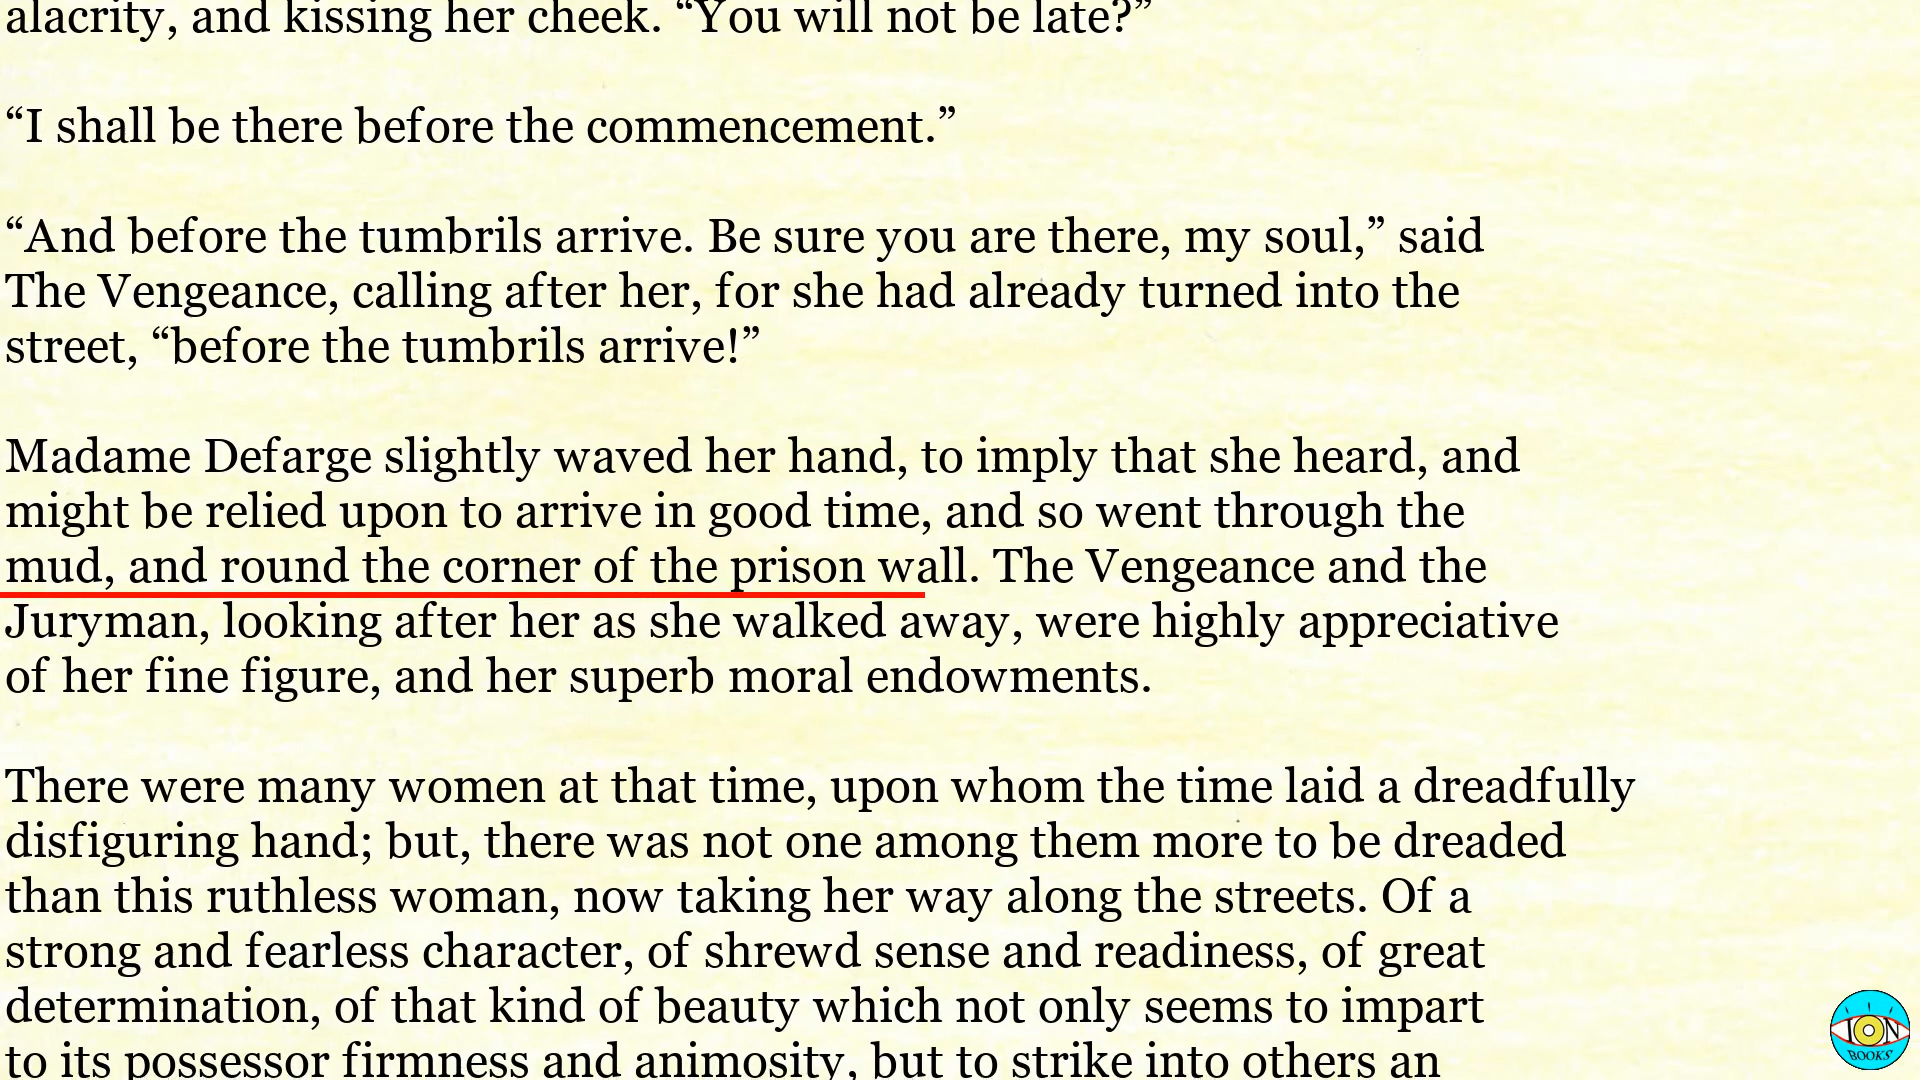 alacrity, and kissing her cheek. “You will not be late?”
“I shall be there before the commencement.”
“And before the tumbrils arrive. Be sure you are there, my soul,” said
The Vengeance, calling after her, for she had already turned into the
street, “before the tumbrils arrive!”
Madame Defarge slightly waved her hand, to imply that she heard, and
might be relied upon to arrive in good time, and so went through the
mud, and round the corner of the prison wall. The Vengeance and the
Juryman, looking after her as she walked away, were highly appreciative
of her fine figure, and her superb moral endowments.
There were many women at that time, upon whom the time laid a dreadfully
disfiguring hand; but, there was not one among them more to be dreaded
than this ruthless woman, now taking her way along the streets. Of a
strong and fearless character, of shrewd sense and readiness, of great
determination, of that kind of beauty which not only seems to impart
to its possessor firmness and animosity, but to strike into others an
ION
BOOKS